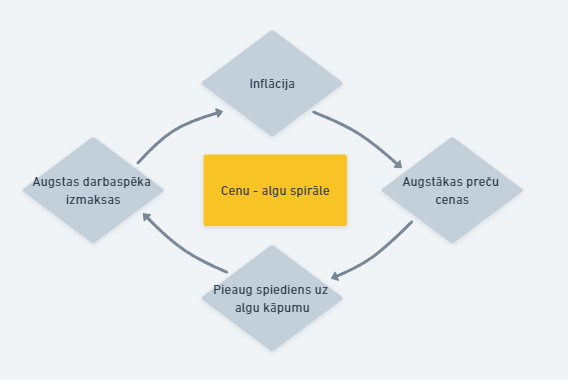 Inflācija
Augstas darbaspēka
izmaksas
Cenu - algu spirāle
Augstākas preču
cenas
Pieaug spiediens uz
algu kāpumu